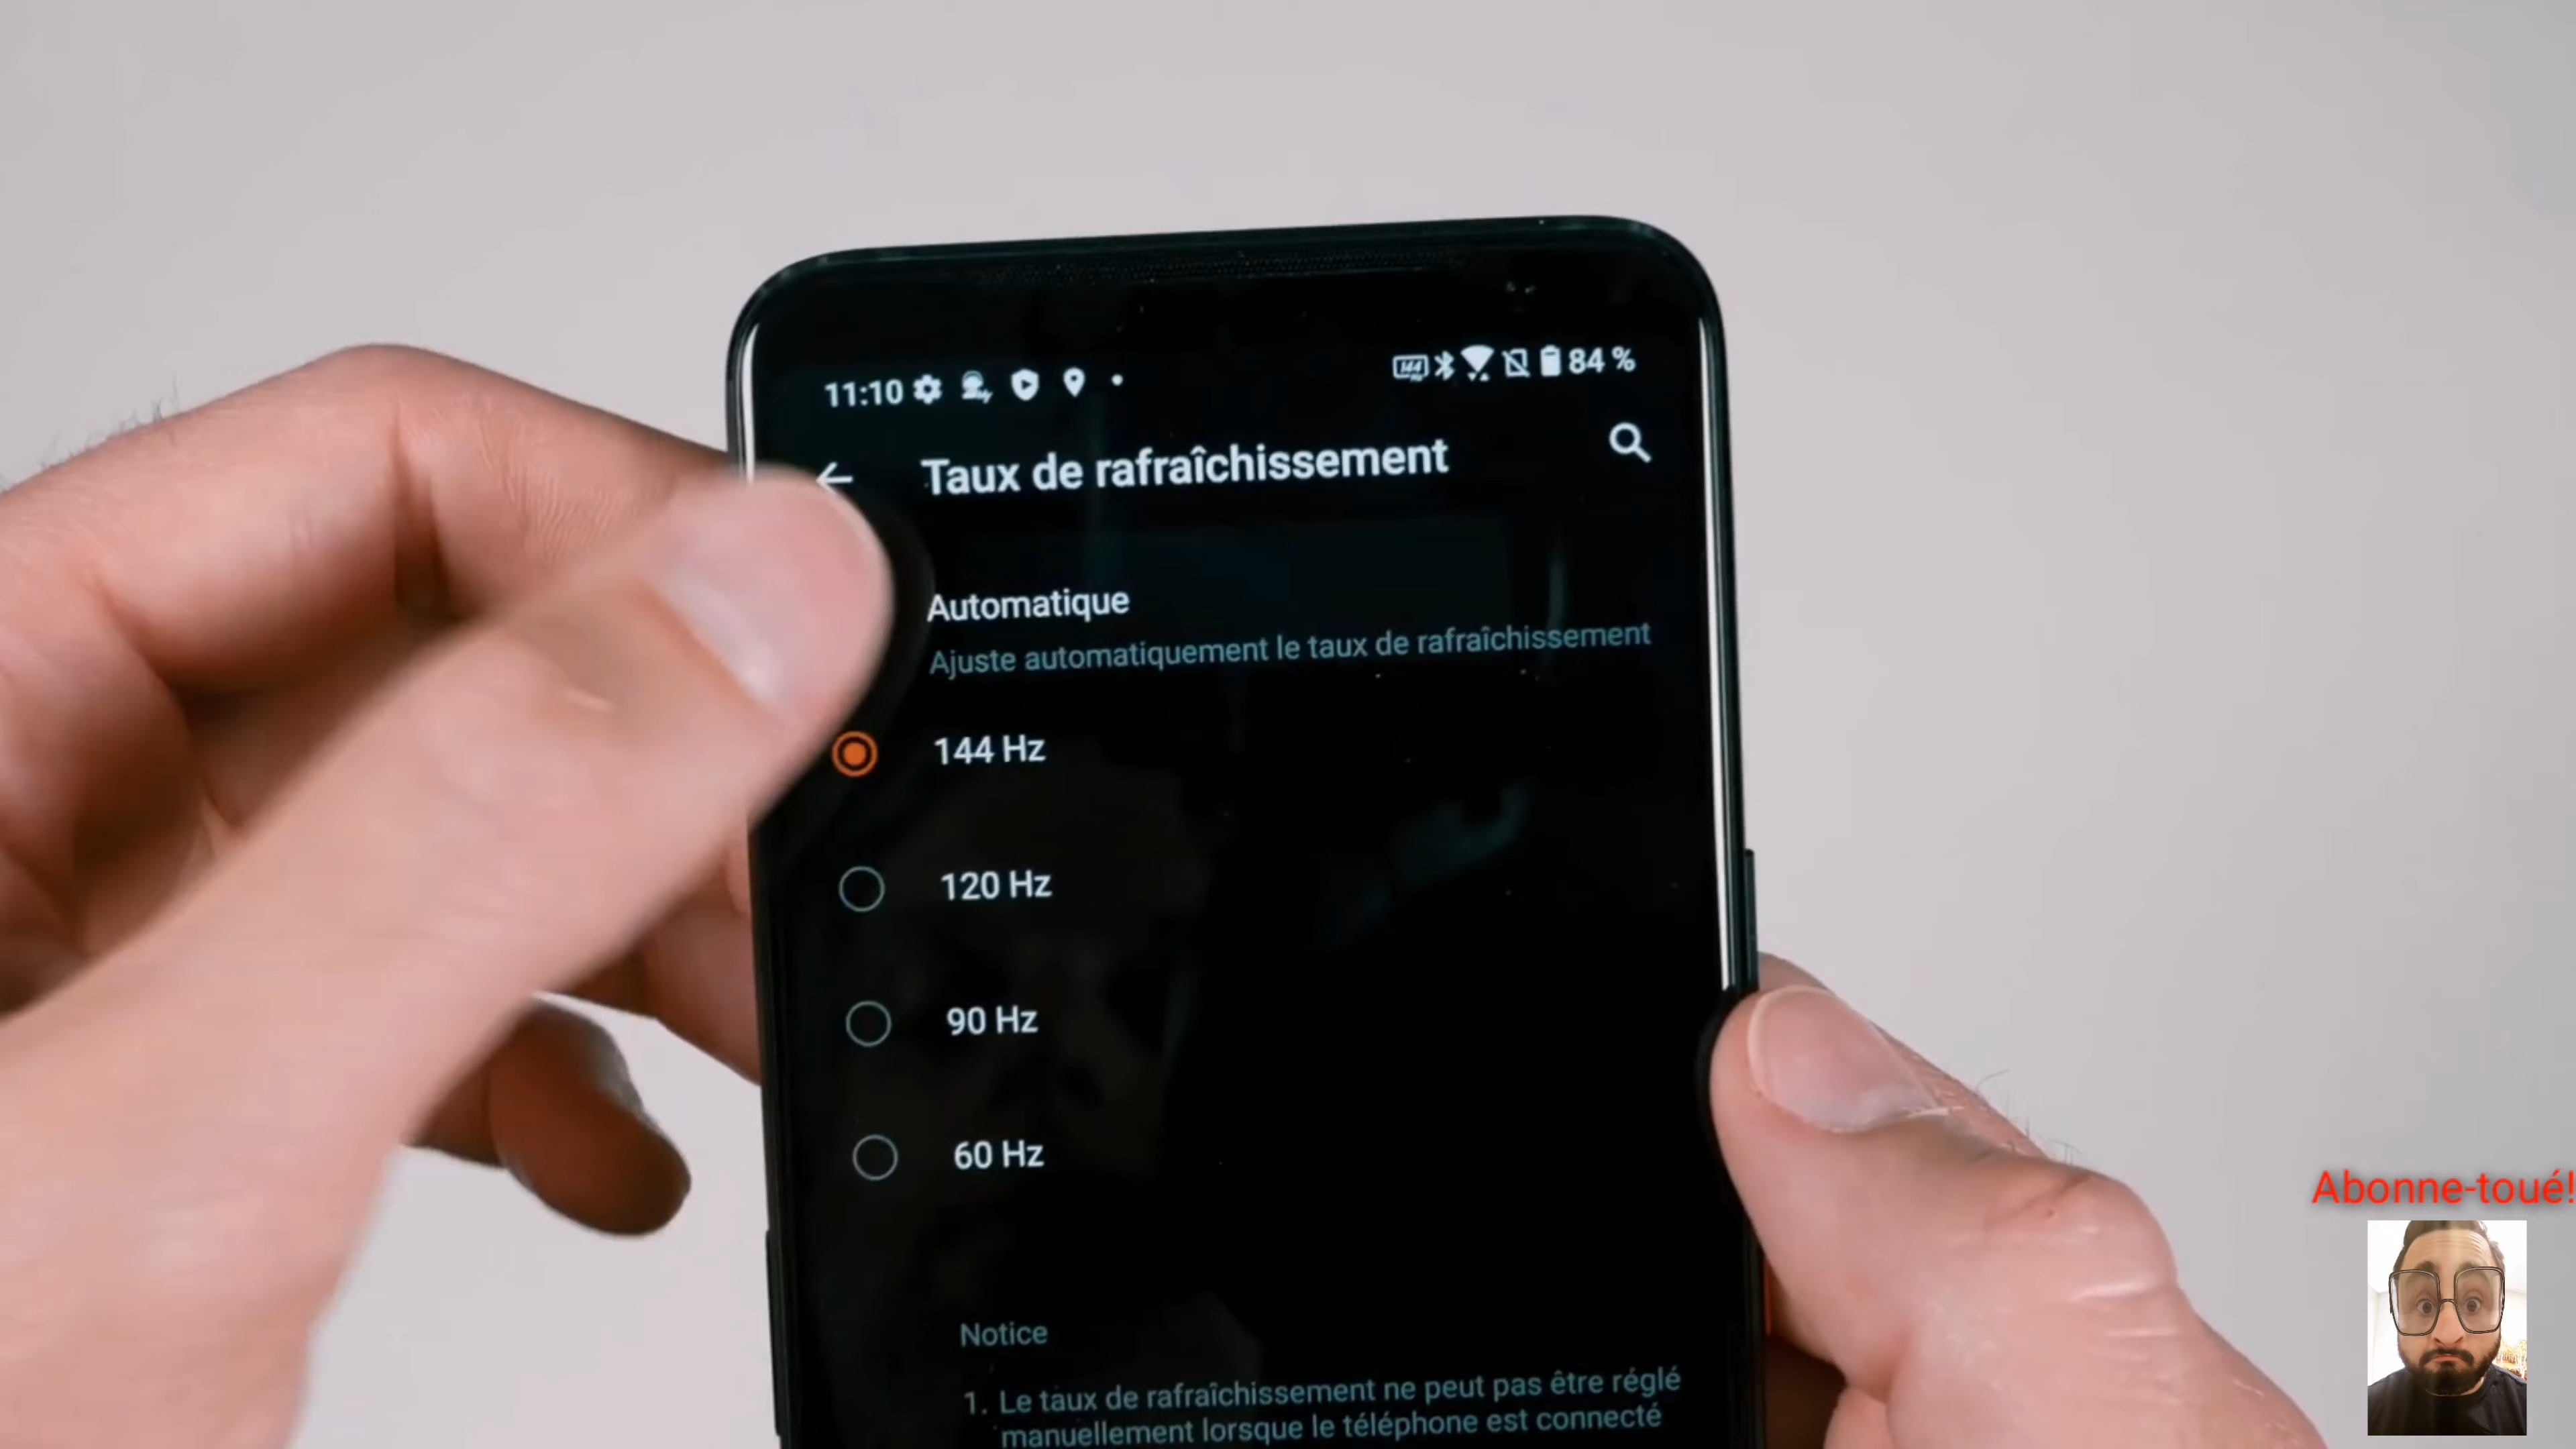 11:10
144
84 %
Taux de rafraîchissement
Automatique
Ajuste automatiquement le taux de rafraîchissement
144 Hz
120 Hz
90 Hz
60 Hz
Notice
1. Le taux de rafraîchissement ne peut pas être réglé
manuellement lorsque le téléphone est connecté
Abonne-toué!